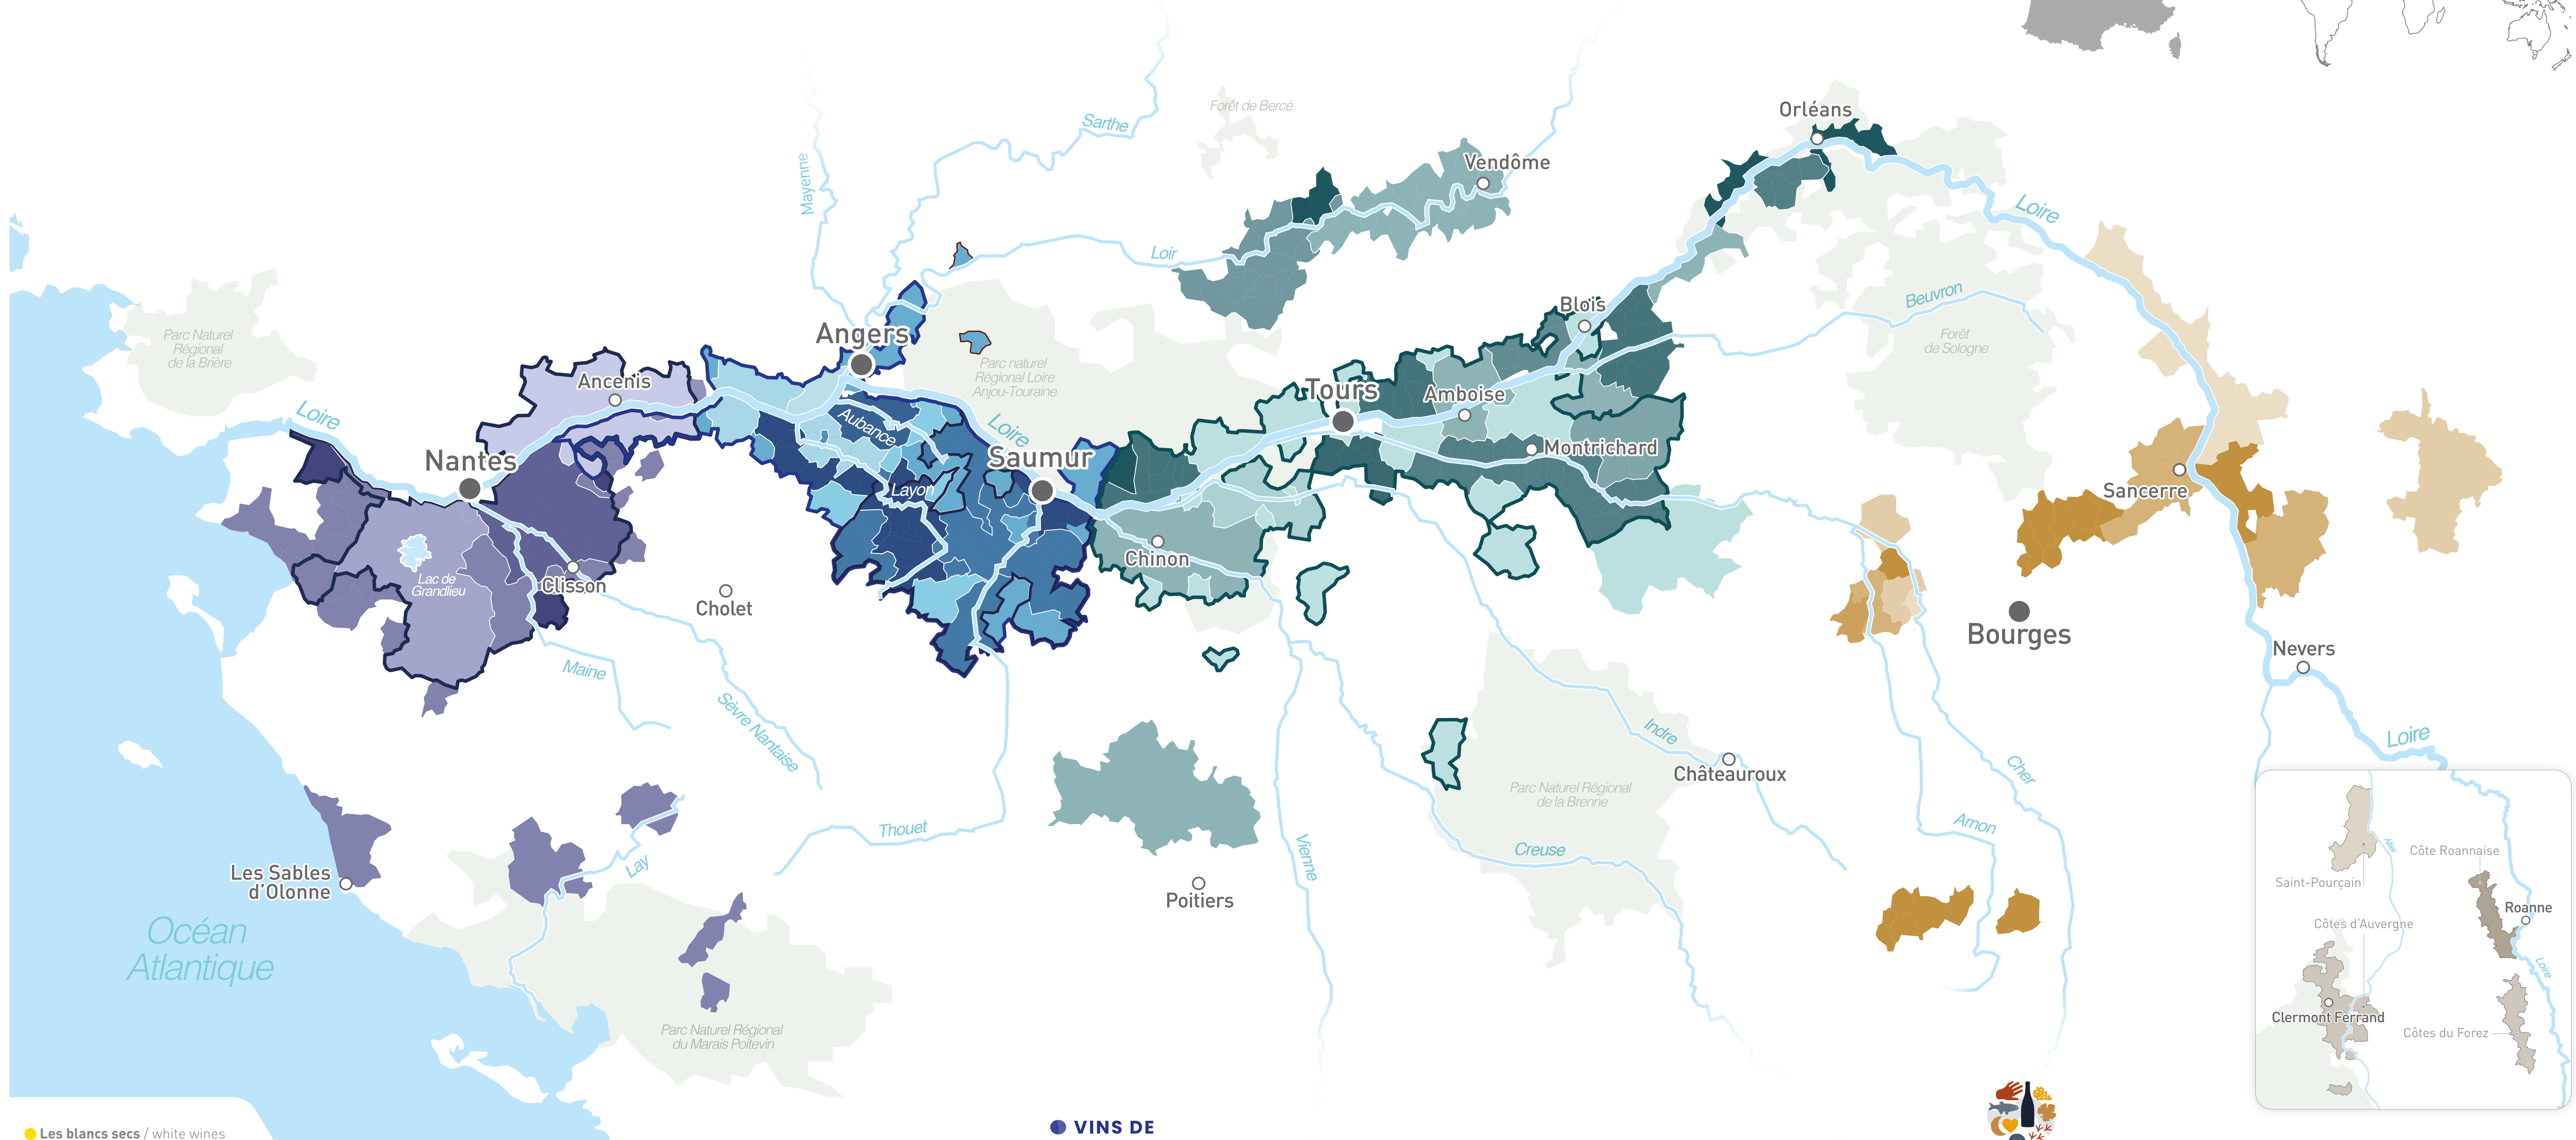 Orléans
Forêt de Bercé
Sarthe
Vendôme
Mayenne
Loire
Loir
Beuvron
Blois
Forêt
de Sologne
Parc Naturel
Régional
de la Brière
Angers
Parc naturel
Régional Loire
Anjou-Touraine
Ancenis
Tours
Amboise
Loire
Aubance
Loire
Montrichard
Nantes
Saumur
Layon
Sancerre
Chinon
Lac de
Grandlieu
Clisson
Cholet
Bourges
Nevers
Maine
Sèvre Nantaise
Indre
Loire
Châteauroux
Cher
Parc Naturel Régional
de la Brenne
Thouet
Arnon
Vienne
Creuse
Lay
Les Sables
d'Olonne
Poitiers
Allier
Côte Roannaise
Saint-Pourçain
Roanne
Côtes d'Auvergne
Loire
Clermont Ferrand
Côtes du Forez
Océan
Atlantique
Parc Naturel Régional
du Marais Poitevin
VINS DE
Les blancs secs / white wines